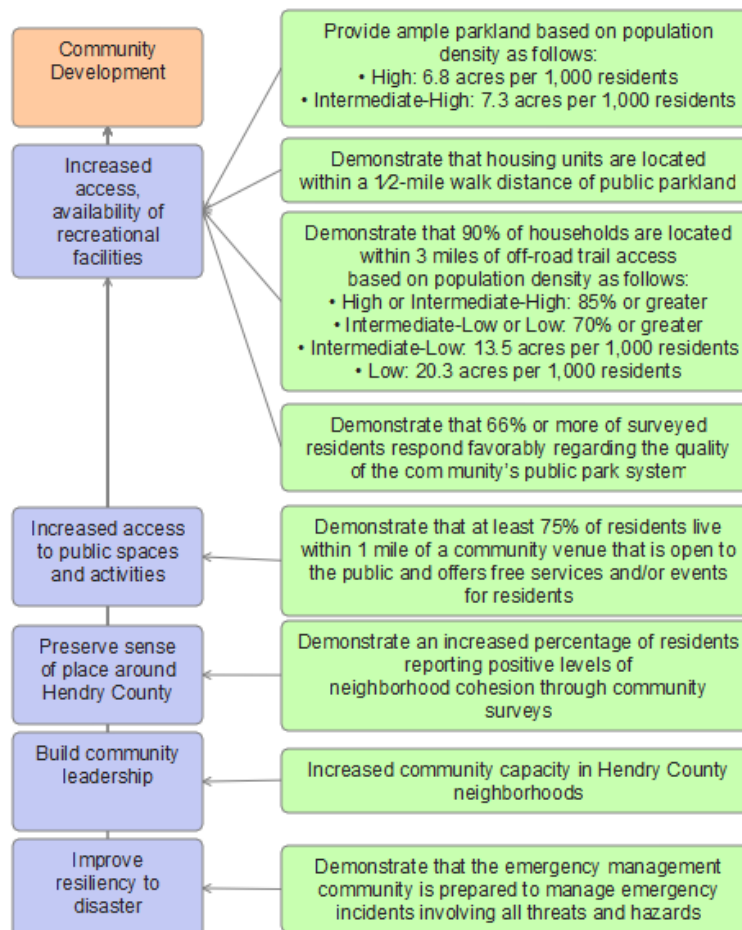 Community
Development
Increased
access,
availability of
recreational
facilities
Provide ample parkland based on population
density as follows:
• High: 6.8 acres per 1,000 residents
• Intermediate-High: 7.3 acres per 1,000 residents
Demonstrate that housing units are located
within a 1⁄2-mile walk distance of public parkland
Demonstrate that 90% of households are located
within 3 miles of off-road trail access
based on population density as follows:
• High or Intermediate-High: 85% or greater
• Intermediate-Low or Low: 70% or greater
• Intermediate-Low: 13.5 acres per 1,000 residents
• Low: 20.3 acres per 1,000 residents
Demonstrate that 66% or more of surveyed
residents respond favorably regarding the quality
of the community's public park system
Increased access
to public spaces
and activities
Demonstrate that at least 75% of residents live
within 1 mile of a community venue that is open to
the public and offers free services and/or events
for residents
Preserve sense
of place around
Hendry County
Demonstrate an increased percentage of residents
reporting positive levels of
neighborhood cohesion through community
surveys
Build community
leadership
Increased community capacity in Hendry County
neighborhoods
Improve
resiliency to
disaster
Demonstrate that the emergency management
community is prepared to manage emergency
incidents involving all threats and hazards